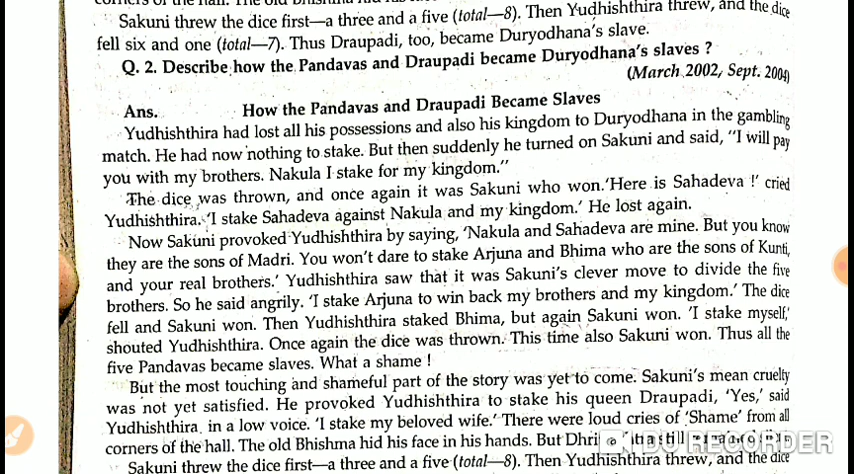 Sakuni threw the dice first—a three and a five (total—8). Then Yudhishthira threw, and the dice
fell six and one (total—7). Thus Draupadi, too, became Duryodhana's slave.
Q. 2. Describe how the Pandavas and Draupadi became Duryodhana's slaves ?
(March 2002, Sept. 2004)
Ans. How the Pandavas and Draupadi Became Slaves
Yudhishthira had lost all his possessions and also his kingdom to Duryodhana in the gambling
match. He had now nothing to stake. But then suddenly he turned on Sakuni and said, "I will pay
you with my brothers. Nakula I stake for my kingdom."
The dice was thrown, and once again it was Sakuni who won. 'Here is Sahadeva !' cried
Yudhishthira. 'I stake Sahadeva against Nakula and my kingdom.' He lost again.
Now Sakuni provoked Yudhishthira by saying, 'Nakula and Sahadeva are mine. But you know
they are the sons of Madri. You won't dare to stake Arjuna and Bhima who are the sons of Kunti,
and your real brothers.' Yudhishthira saw that it was Sakuni's clever move to divide the five
brothers. So he said angrily. 'I stake Arjuna to win back my brothers and my kingdom.' The dice
fell and Sakuni won. Then Yudhishthira staked Bhima, but again Sakuni won. 'I stake myself,'
shouted Yudhishthira. Once again the dice was thrown. This time also Sakuni won. Thus all the
five Pandavas became slaves. What a shame !
But the most touching and shameful part of the story was yet to come. Sakuni's mean cruelty
was not yet satisfied. He provoked Yudhishthira to stake his queen Draupadi, 'Yes,' said
Yudhishthira in a low voice. 'I stake my beloved wife.' There were loud cries of 'Shame' from all
corners of the hall. The old Bhishma hid his face in his hands. But
RECORDER
Sakuni threw the dice first—a three and a five (total—8). Then Yudhishthira threw, and the dice